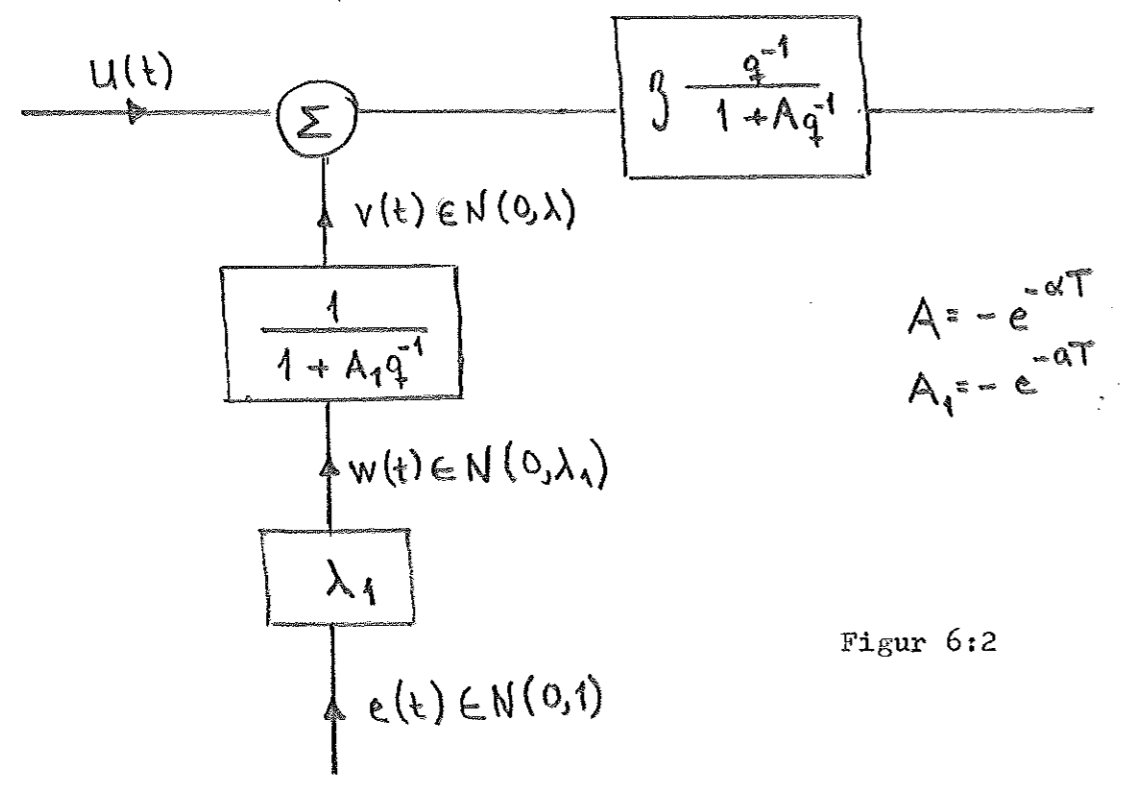 u(t)
Σ
β q⁻¹ / (1 + Aq⁻¹)
v(t) ∈ N(0,λ)
1 / (1 + A₁q⁻¹)
A = - e^-αT
A₁ = - e^-aT
w(t) ∈ N(0,λ₁)
λ₁
Figur 6:2
e(t) ∈ N(0,1)